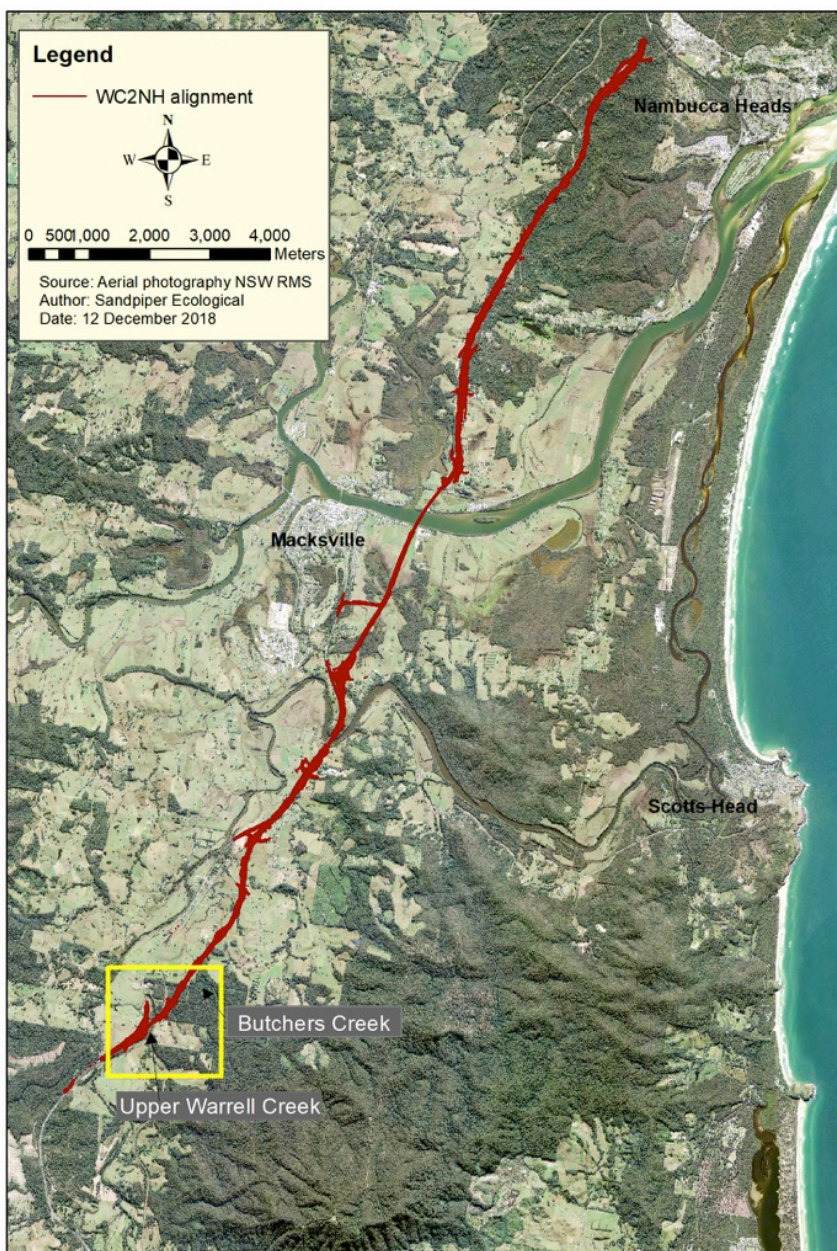 Legend
WC2NH alignment
N
W E
S
0 5001,000 2,000 3,000 4,000
Meters
Source: Aerial photography NSW RMS
Author: Sandpiper Ecological
Date: 12 December 2018
Nambucca Heads
Macksville
Scotts Head
Butchers Creek
Upper Warrell Creek